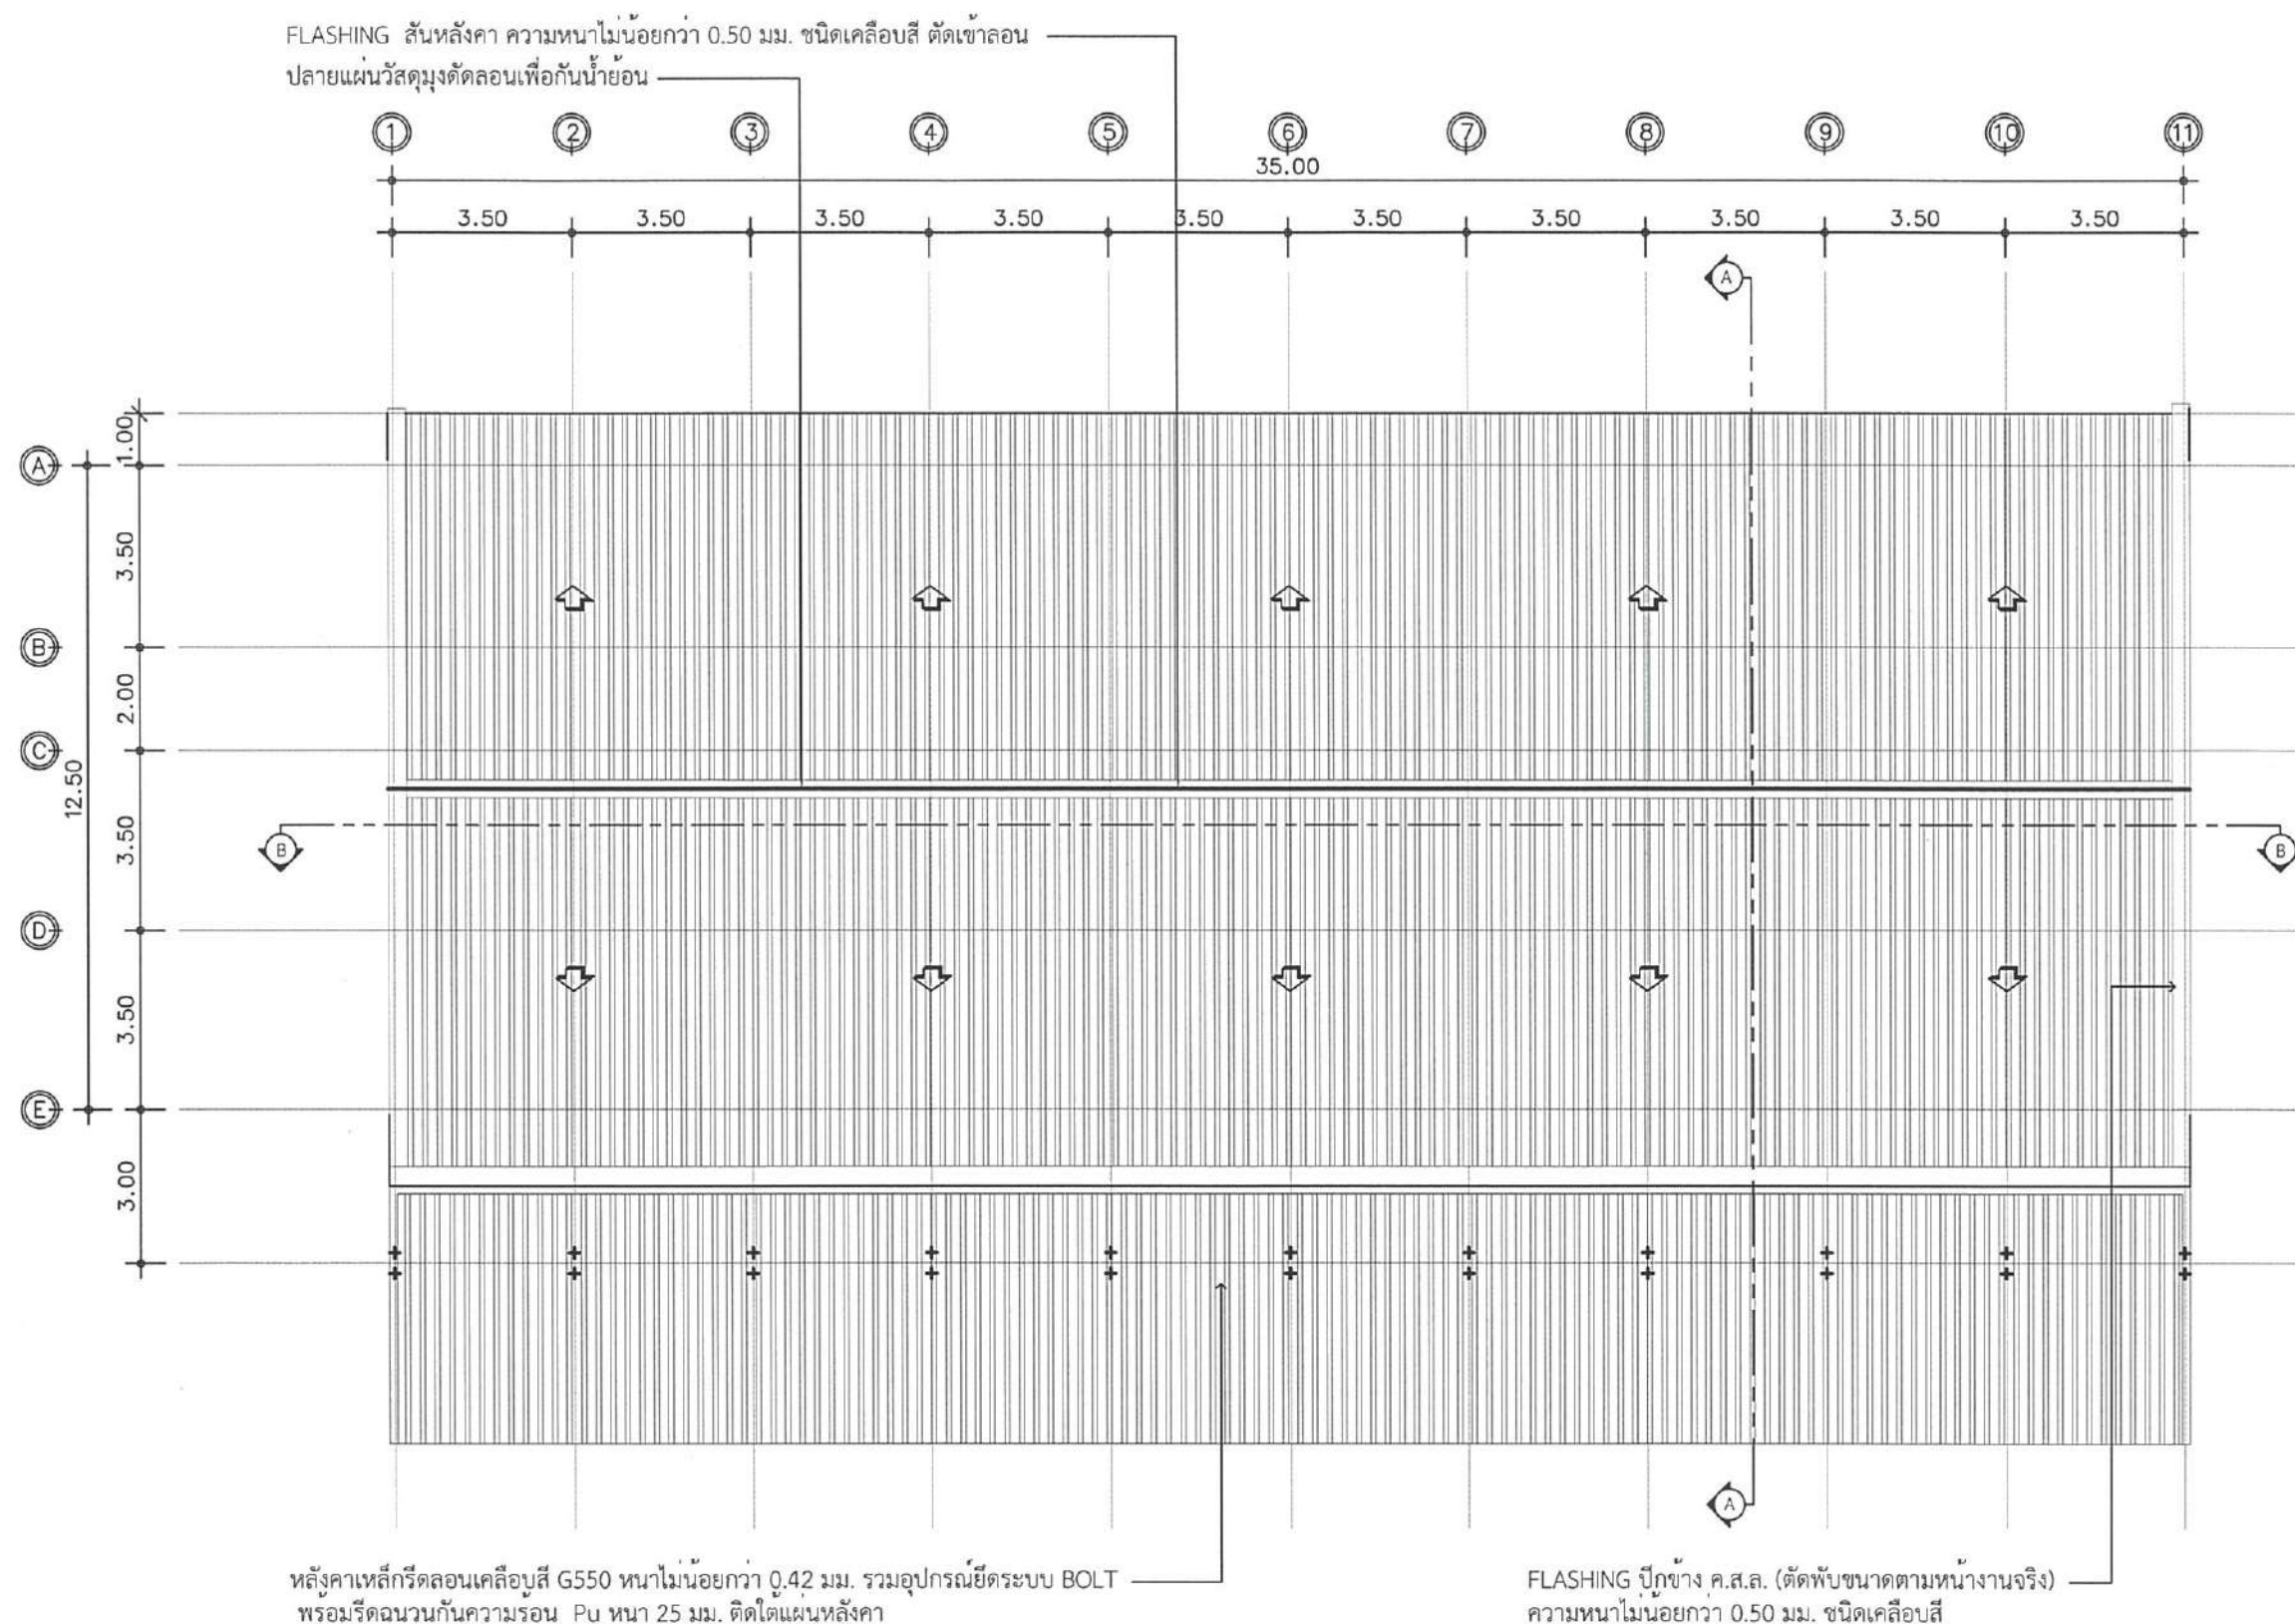 FLASHING สันหลังคา ความหนาไม่น้อยกว่า 0.50 มม. ชนิดเคลือบสี ตัดเข้าลอน
ปลายแผ่นวัสดุมุงดัดลอนเพื่อกันน้ำย้อน
1 2 3 4 5 6 7 8 9 10 11
35.00
3.50 3.50 3.50 3.50 3.50 3.50 3.50 3.50 3.50 3.50
A
1.00
A
3.50
B
2.00
C
12.50
3.50
B B
D
3.50
E
3.00
A
หลังคาเหล็กรีดลอนเคลือบสี G550 หนาไม่น้อยกว่า 0.42 มม. รวมอุปกรณ์ยึดระบบ BOLT
พร้อมรีดฉนวนกันความร้อน Pu หนา 25 มม. ติดใต้แผ่นหลังคา
FLASHING ปีกข้าง ค.ส.ล. (ตัดพับขนาดตามหน้างานจริง)
ความหนาไม่น้อยกว่า 0.50 มม. ชนิดเคลือบสี